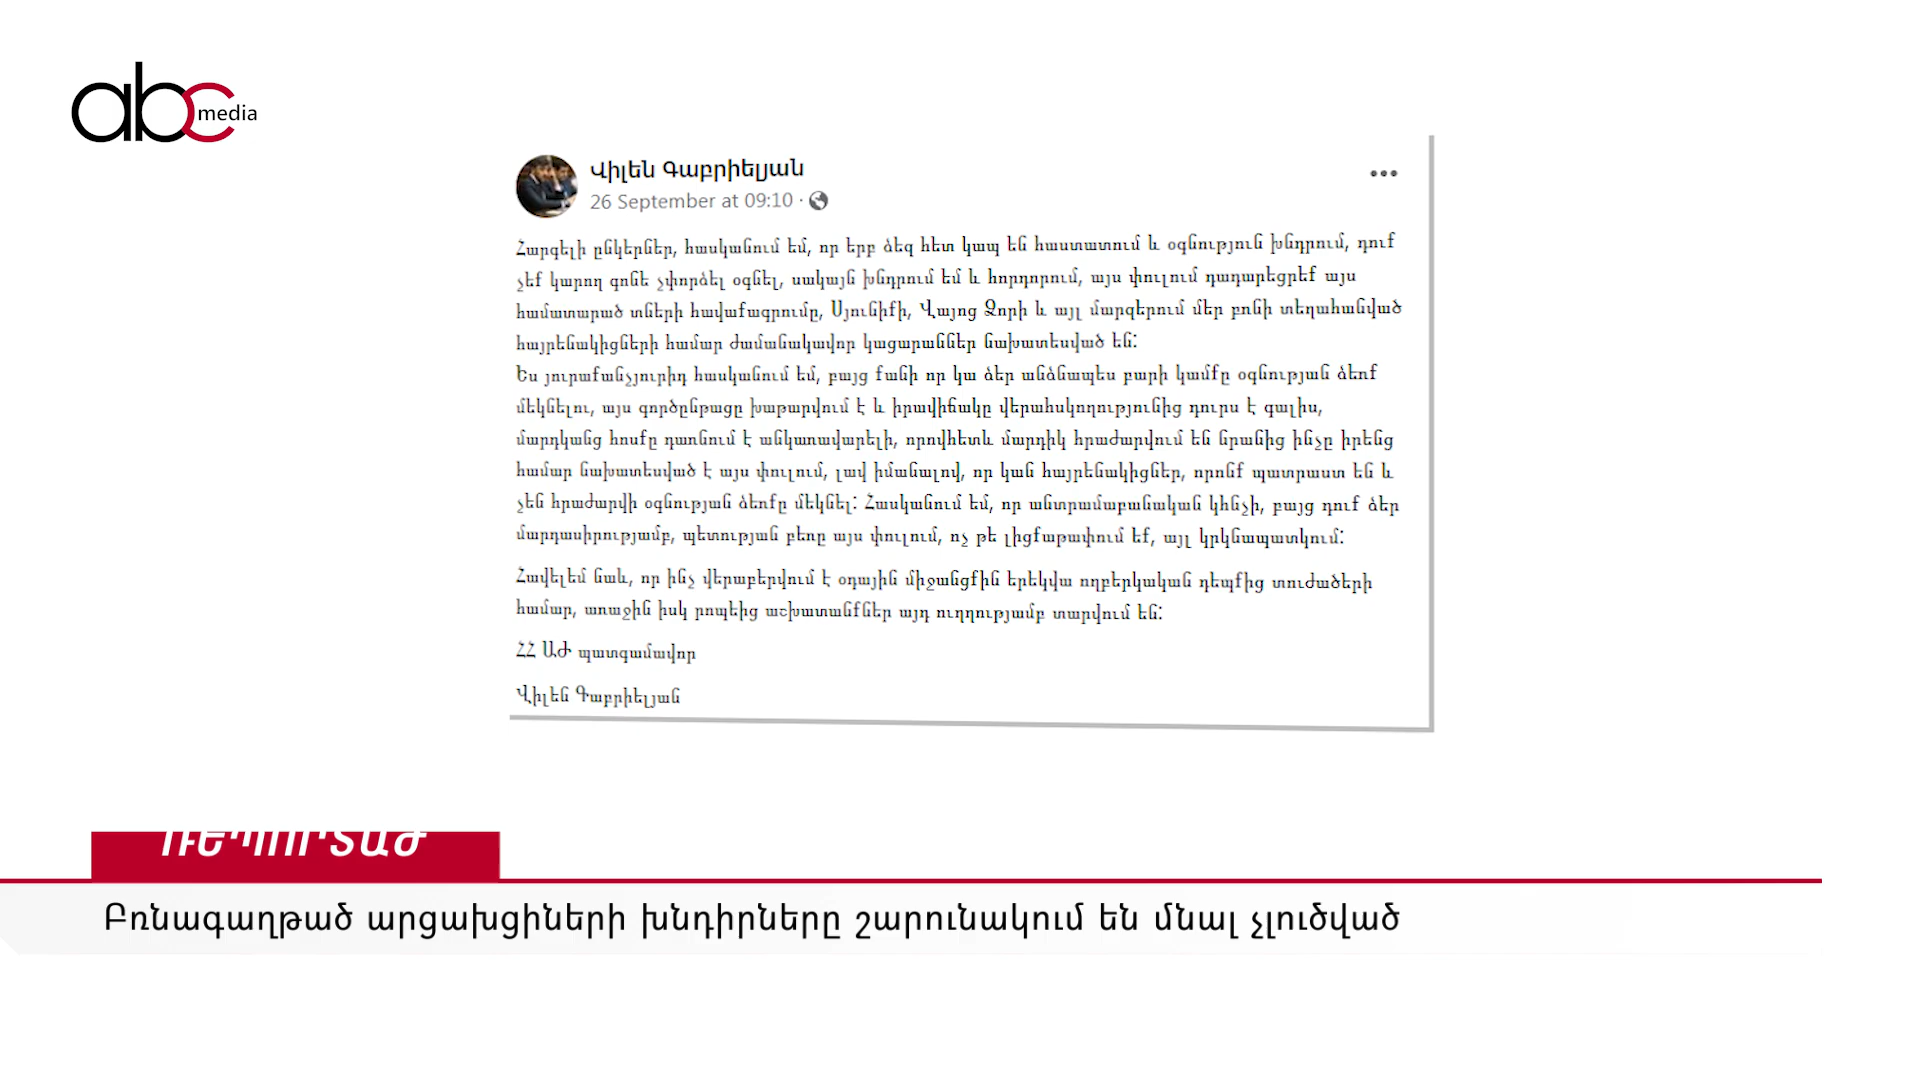 abc media
Վիլեն Գաբրիելյան
26 September at 09:10 ·
Հարգելի ընկերներ, հասկանում եմ, որ երբ ձեզ հետ կապ են հաստատում և օգնություն խնդրում, դուք
չեք կարող գոնե չփորձել օգնել, սակայն խնդրում եմ և հորդորում, այս փուլում դադարեցրեք այս
համատարած տների հավաքագրումը, Սյունիքի, Վայոց Ձորի և այլ մարզերում մեր բռնի տեղահանված
հայրենակիցների համար ժամանակավոր կացարաններ նախատեսված են:
Ես յուրաքանչյուրիդ հասկանում եմ, բայց քանի որ կա ձեր անձնապես բարի կամքը օգնության ձեռք
մեկնելու, այս գործընթացը խաթարվում է և իրավիճակը վերահսկողությունից դուրս է գալիս,
մարդկանց հոսքը դառնում է անկառավարելի, որովհետև մարդիկ հրաժարվում են նրանից ինչը իրենց
համար նախատեսված է այս փուլում, լավ իմանալով, որ կան հայրենակիցներ, որոնք պատրաստ են և
չեն հրաժարվի օգնության ձեռքը մեկնել: Հասկանում եմ, որ անտրամաբանական կհնչի, բայց դուք ձեր
մարդասիրությամբ, պետության բեռը այս փուլում, ոչ թե լիցքաթափում եք, այլ կրկնապատկում:
Հավելեմ նաև, որ ինչ վերաբերվում է օդային միջանցքին երեկվա ողբերկական դեպքից տուժածերի
համար, առաջին իսկ րոպեից աշխատանքներ այդ ուղղությամբ տարվում են:
ՀՀ ԱԺ պատգամավոր
Վիլեն Գաբրիելյան
ՌԵՊՈՐՏԱԺ
Բռնագաղթած արցախցիների խնդիրները շարունակում են մնալ չլուծված